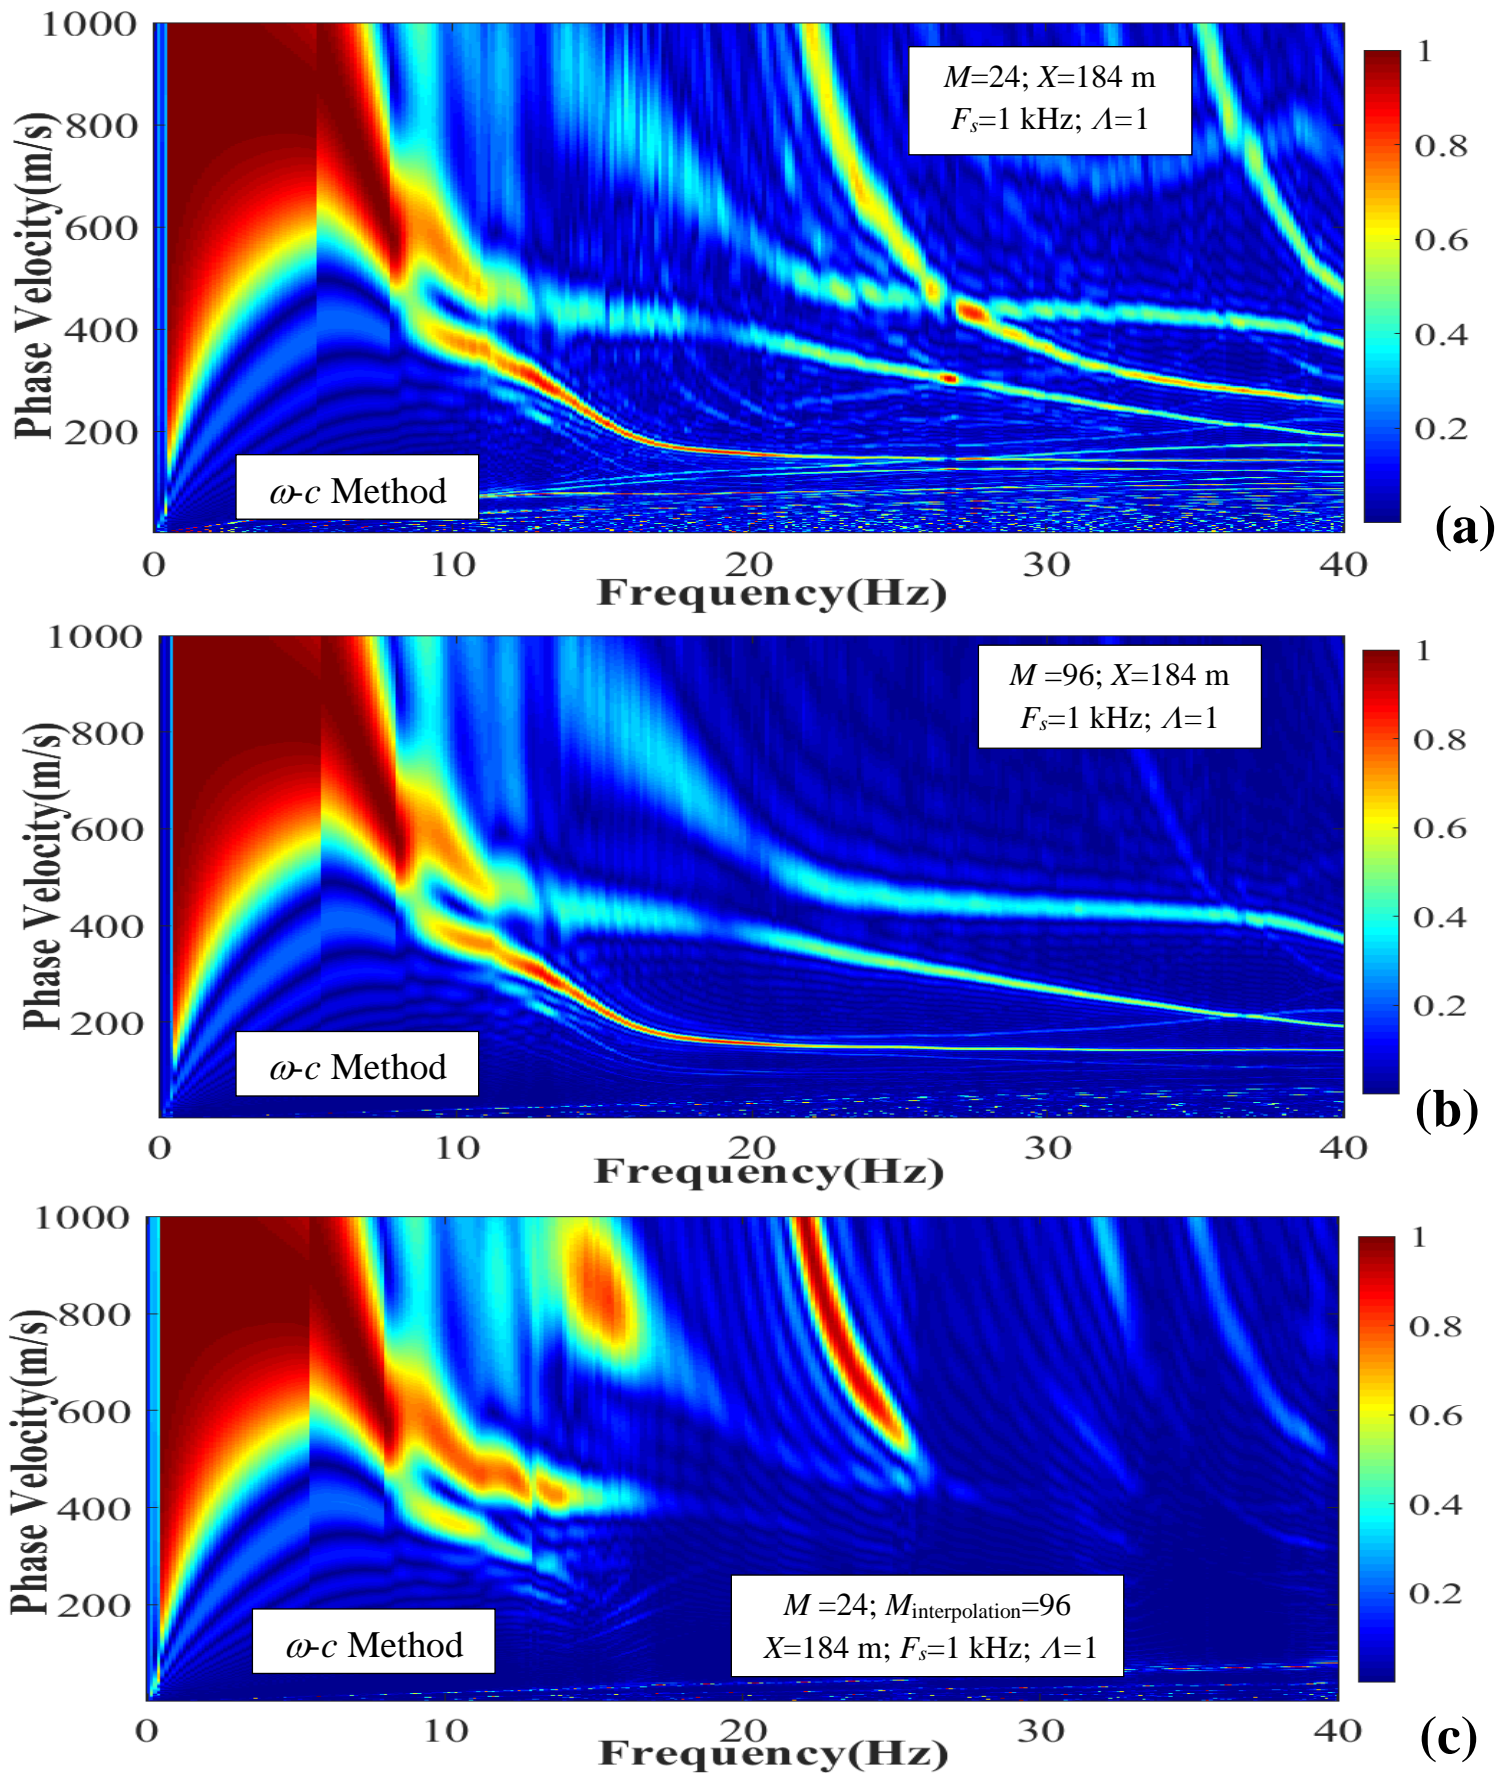 1000
800
600
400
200
Phase Velocity(m/s)
M=24; X=184 m
Fs=1 kHz; Λ=1
ω-c Method
0 10 20 30 40
Frequency(Hz)
1
0.8
0.6
0.4
0.2
(a)
1000
800
600
400
200
Phase Velocity(m/s)
M =96; X=184 m
Fs=1 kHz; Λ=1
ω-c Method
0 10 20 30 40
Frequency(Hz)
1
0.8
0.6
0.4
0.2
(b)
1000
800
600
400
200
Phase Velocity(m/s)
M =24; Minterpolation=96
X=184 m; Fs=1 kHz; Λ=1
ω-c Method
0 10 20 30 40
Frequency(Hz)
1
0.8
0.6
0.4
0.2
(c)